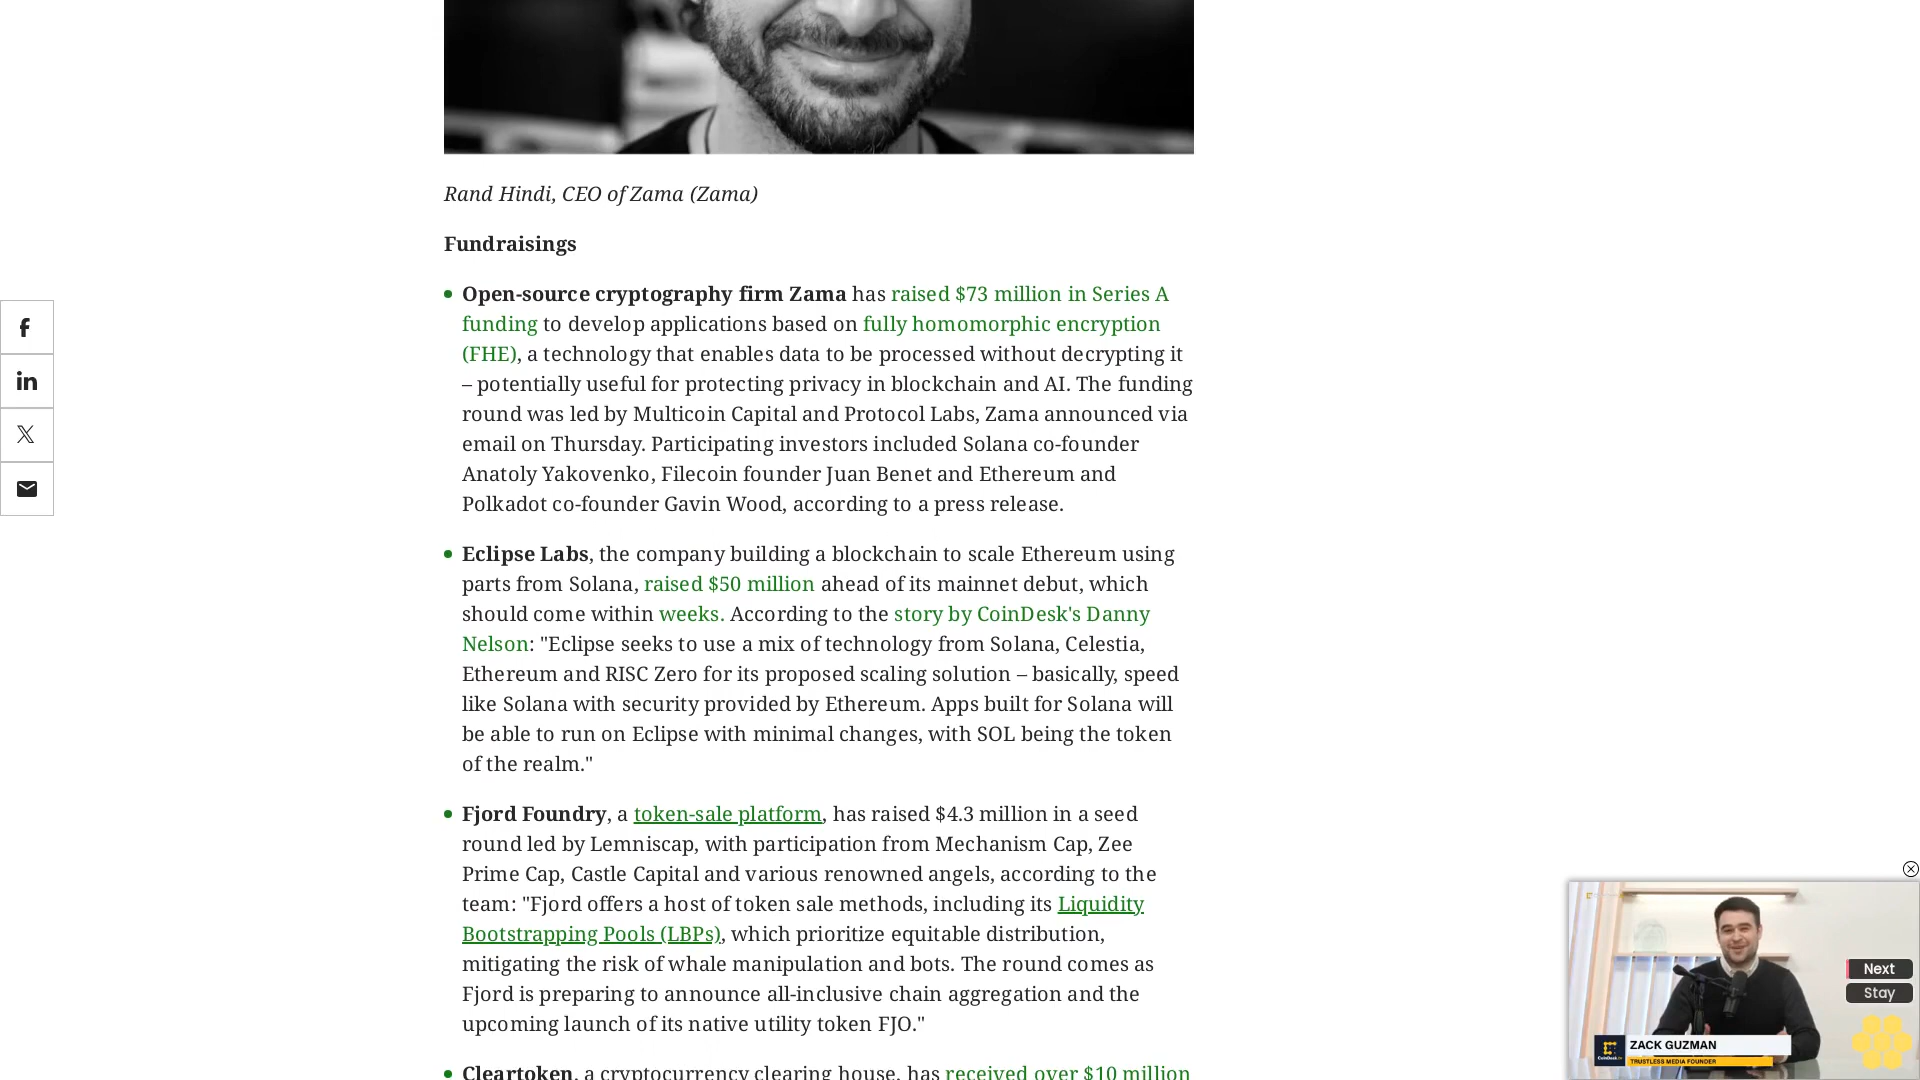 Rand Hindi, CEO of Zama (Zama)
Fundraisings
Open-source cryptography firm Zama has raised $73 million in Series A
funding to develop applications based on fully homomorphic encryption
(FHE), a technology that enables data to be processed without decrypting it
– potentially useful for protecting privacy in blockchain and AI. The funding
round was led by Multicoin Capital and Protocol Labs, Zama announced via
email on Thursday. Participating investors included Solana co-founder
Anatoly Yakovenko, Filecoin founder Juan Benet and Ethereum and
Polkadot co-founder Gavin Wood, according to a press release.
Eclipse Labs, the company building a blockchain to scale Ethereum using
parts from Solana, raised $50 million ahead of its mainnet debut, which
should come within weeks. According to the story by CoinDesk's Danny
Nelson: "Eclipse seeks to use a mix of technology from Solana, Celestia,
Ethereum and RISC Zero for its proposed scaling solution – basically, speed
like Solana with security provided by Ethereum. Apps built for Solana will
be able to run on Eclipse with minimal changes, with SOL being the token
of the realm."
Fjord Foundry, a token-sale platform, has raised $4.3 million in a seed
round led by Lemniscap, with participation from Mechanism Cap, Zee
Prime Cap, Castle Capital and various renowned angels, according to the
team: "Fjord offers a host of token sale methods, including its Liquidity
Bootstrapping Pools (LBPs), which prioritize equitable distribution,
mitigating the risk of whale manipulation and bots. The round comes as
Fjord is preparing to announce all-inclusive chain aggregation and the
upcoming launch of its native utility token FJO."
Cleartoken, a cryptocurrency clearing house, has received over $10 million
Next
Stay
ZACK GUZMAN
TRUSTLESS MEDIA FOUNDER